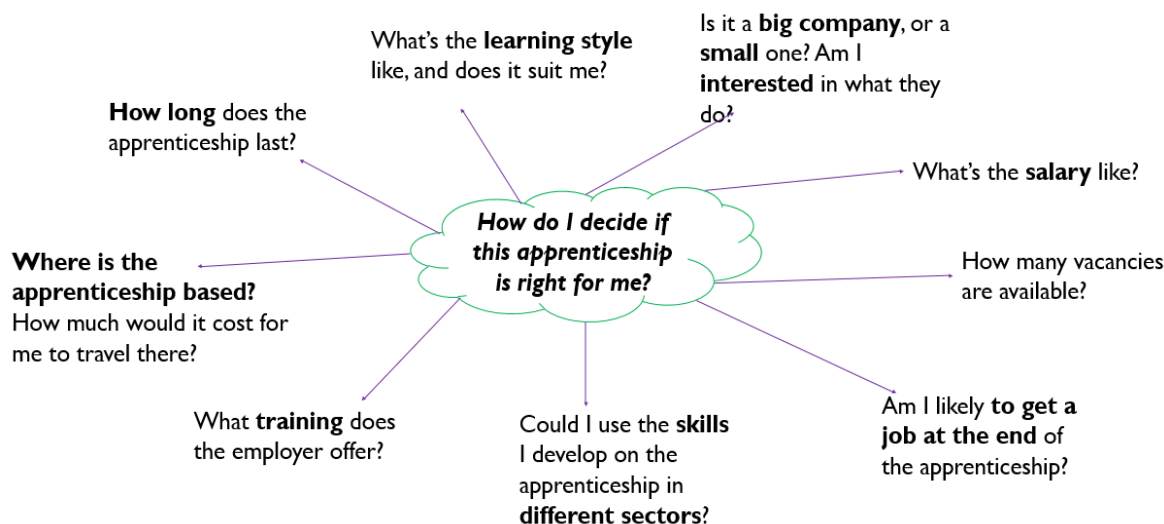 What's the learning style
like, and does it suit me?
Is it a big company, or a
small one? Am I
interested in what they
do?
How long does the
apprenticeship last?
What's the salary like?
How do I decide if
this apprenticeship
is right for me?
Where is the
apprenticeship based?
How much would it cost for
me to travel there?
How many vacancies
are available?
What training does
the employer offer?
Could I use the skills
I develop on the
apprenticeship in
different sectors?
Am I likely to get a
job at the end of
the apprenticeship?